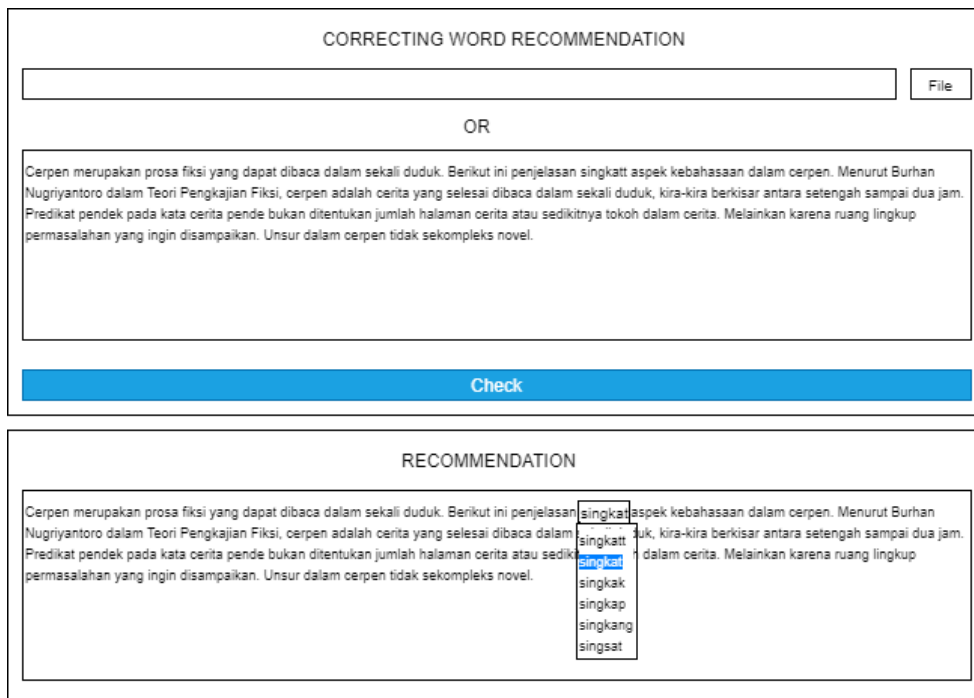 CORRECTING WORD RECOMMENDATION
File
OR
Cerpen merupakan prosa fiksi yang dapat dibaca dalam sekali duduk. Berikut ini penjelasan singkatt aspek kebahasaan dalam cerpen. Menurut Burhan
Nugriyantoro dalam Teori Pengkajian Fiksi, cerpen adalah cerita yang selesai dibaca dalam sekali duduk, kira-kira berkisar antara setengah sampai dua jam.
Predikat pendek pada kata cerita pende bukan ditentukan jumlah halaman cerita atau sedikitnya tokoh dalam cerita. Melainkan karena ruang lingkup
permasalahan yang ingin disampaikan. Unsur dalam cerpen tidak sekompleks novel.
Check
RECOMMENDATION
Cerpen merupakan prosa fiksi yang dapat dibaca dalam sekali duduk. Berikut ini penjelasan singkat aspek kebahasaan dalam cerpen. Menurut Burhan
Nugriyantoro dalam Teori Pengkajian Fiksi, cerpen adalah cerita yang selesai dibaca dalam kira-kira berkisar antara setengah sampai dua jam.
Predikat pendek pada kata cerita pende bukan ditentukan jumlah halaman cerita atau dalam cerita. Melainkan karena ruang lingkup
permasalahan yang ingin disampaikan. Unsur dalam cerpen tidak sekompleks novel.
singkatt
singkat
singkak
singkap
singkang
singsat